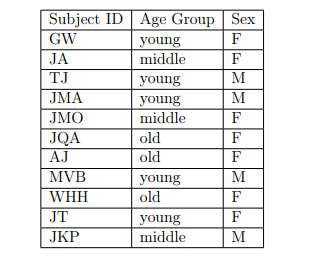 Subject ID Age Group Sex
GW young F
JA middle F
TJ young M
JMA young M
JMO middle F
JQA old F
AJ old F
MVB young M
WHH old F
JT young F
JKP middle M